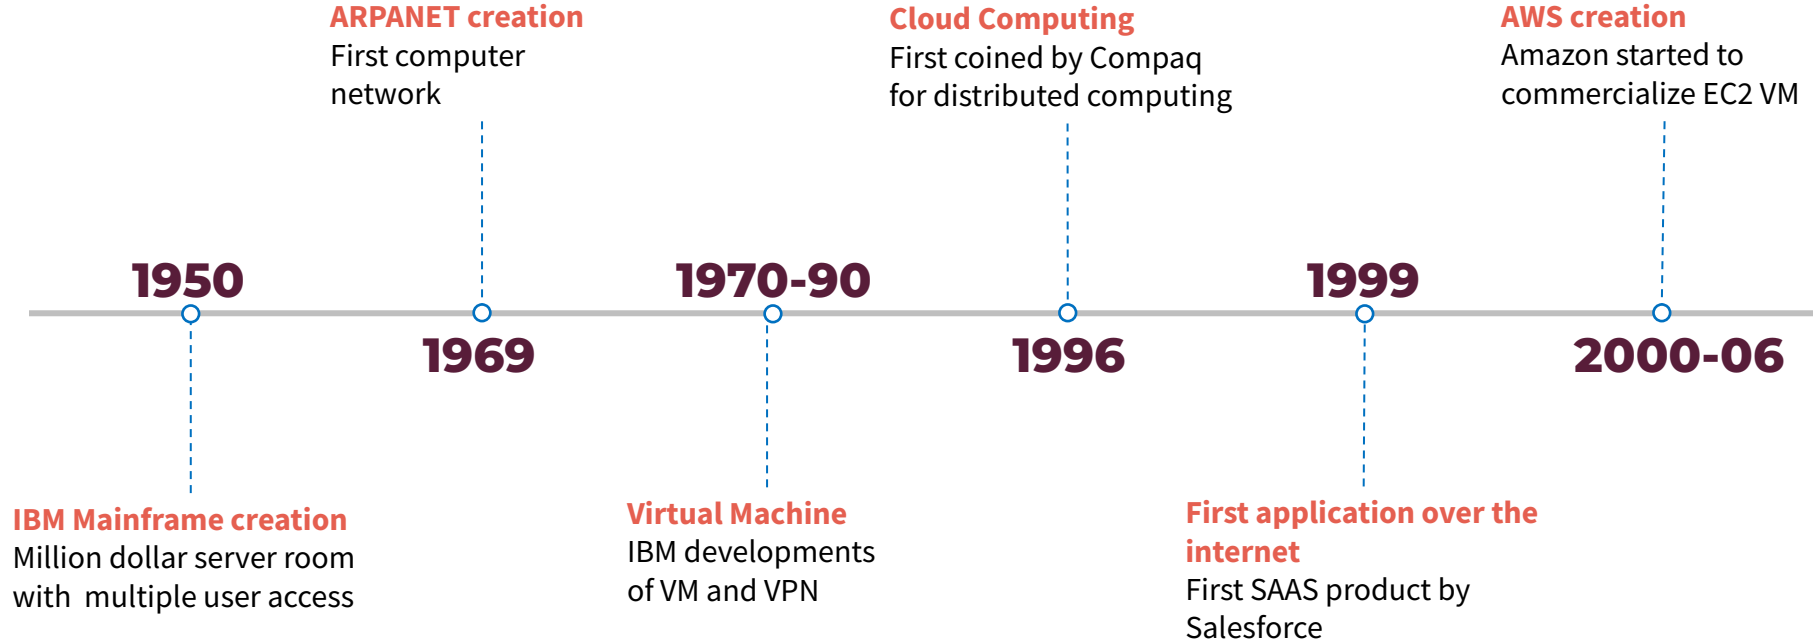 ARPANET creation
First computer
network
Cloud Computing
First coined by Compaq
for distributed computing
AWS creation
Amazon started to
commercialize EC2 VM
1950
1969
1970-90
1996
1999
2000-06
IBM Mainframe creation
Million dollar server room
with  multiple user access
Virtual Machine
IBM developments
of VM and VPN
First application over the
internet
First SAAS product by
Salesforce